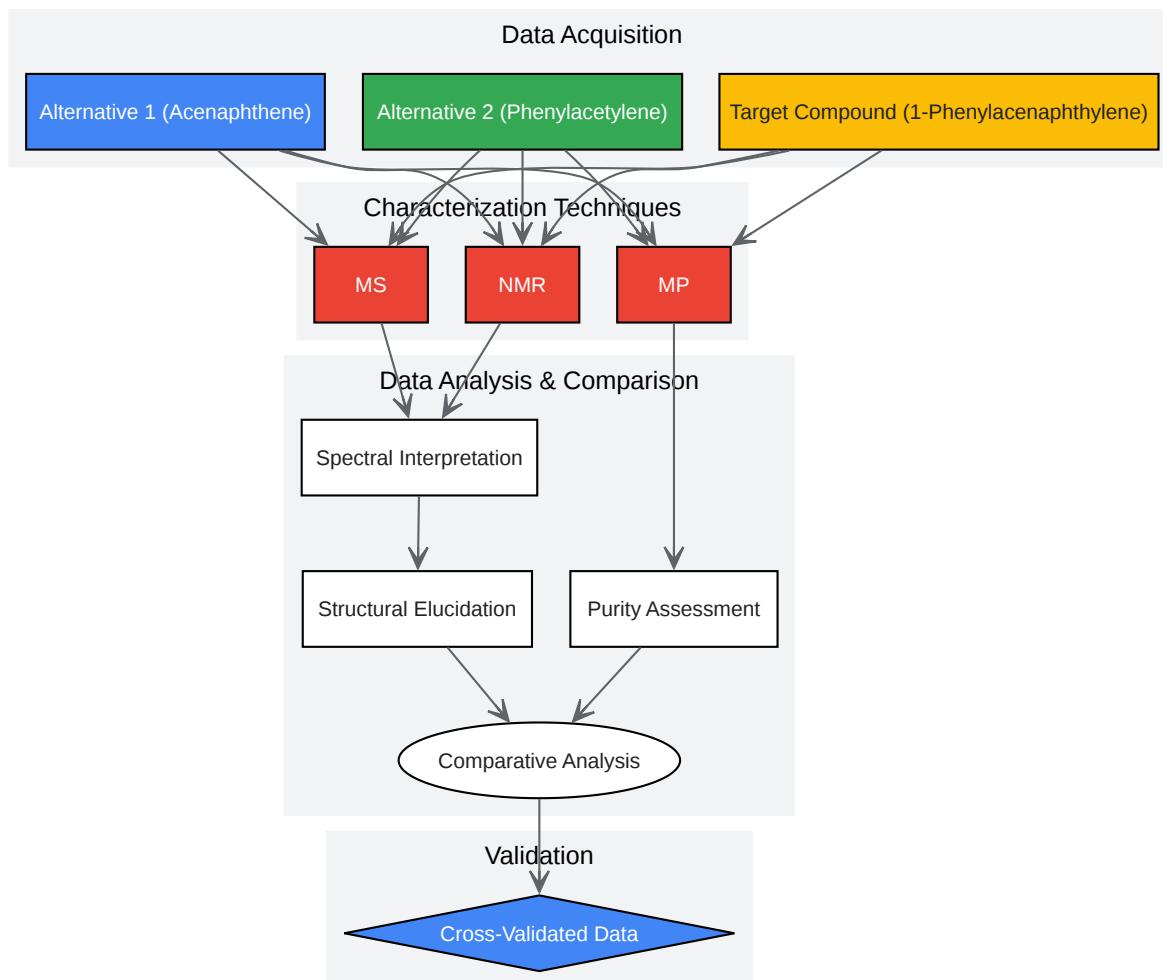 Data Acquisition
Alternative 1 (Acenaphthene)
Alternative 2 (Phenylacetylene)
Target Compound (1-Phenylacenaphthylene)
Characterization Techniques
MS
NMR
MP
Data Analysis & Comparison
Spectral Interpretation
Structural Elucidation
Purity Assessment
Comparative Analysis
Validation
Cross-Validated Data